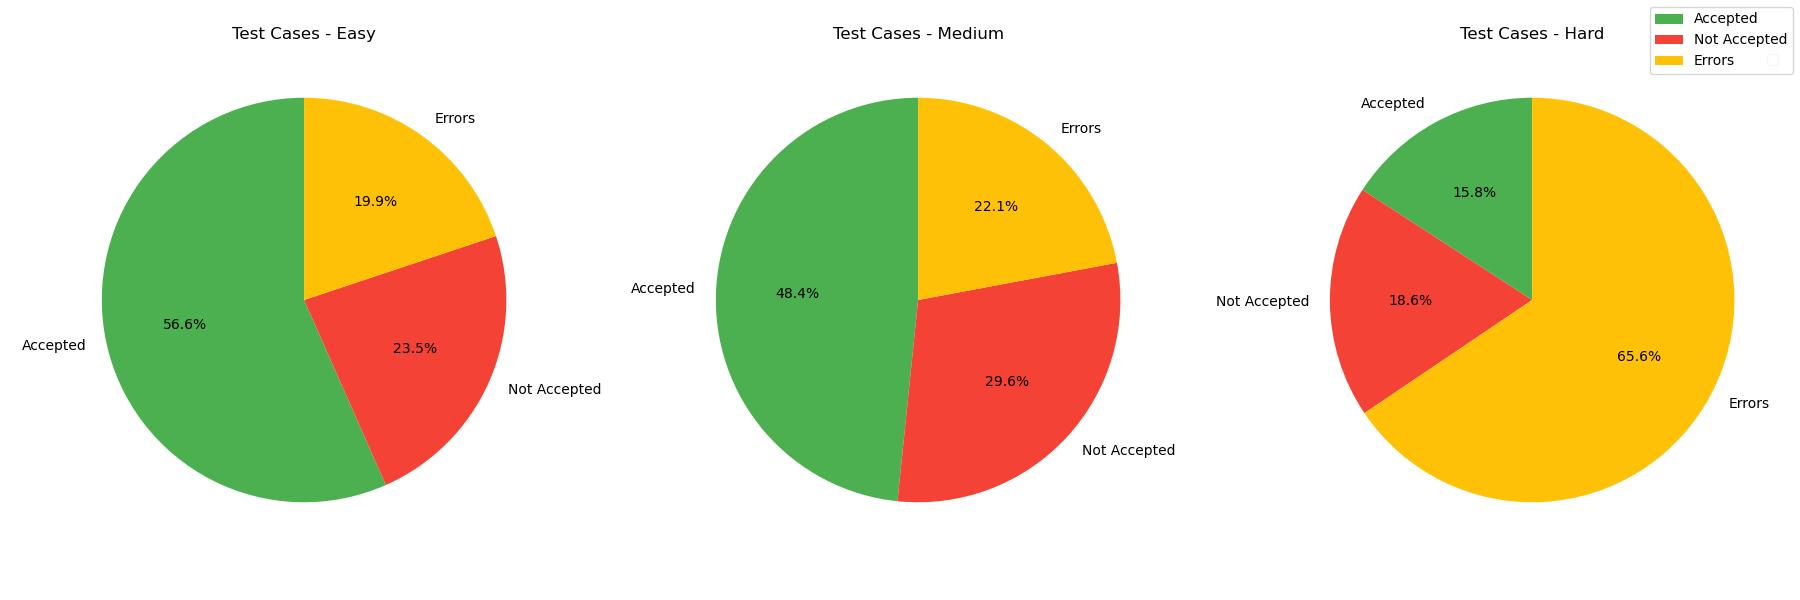 Test Cases - Easy
Errors
19.9%
56.6%
Accepted
23.5%
Not Accepted
Test Cases - Medium
Errors
22.1%
Accepted
48.4%
29.6%
Not Accepted
Test Cases - Hard
Accepted
15.8%
Not Accepted
18.6%
65.6%
Errors
Accepted
Not Accepted
Errors